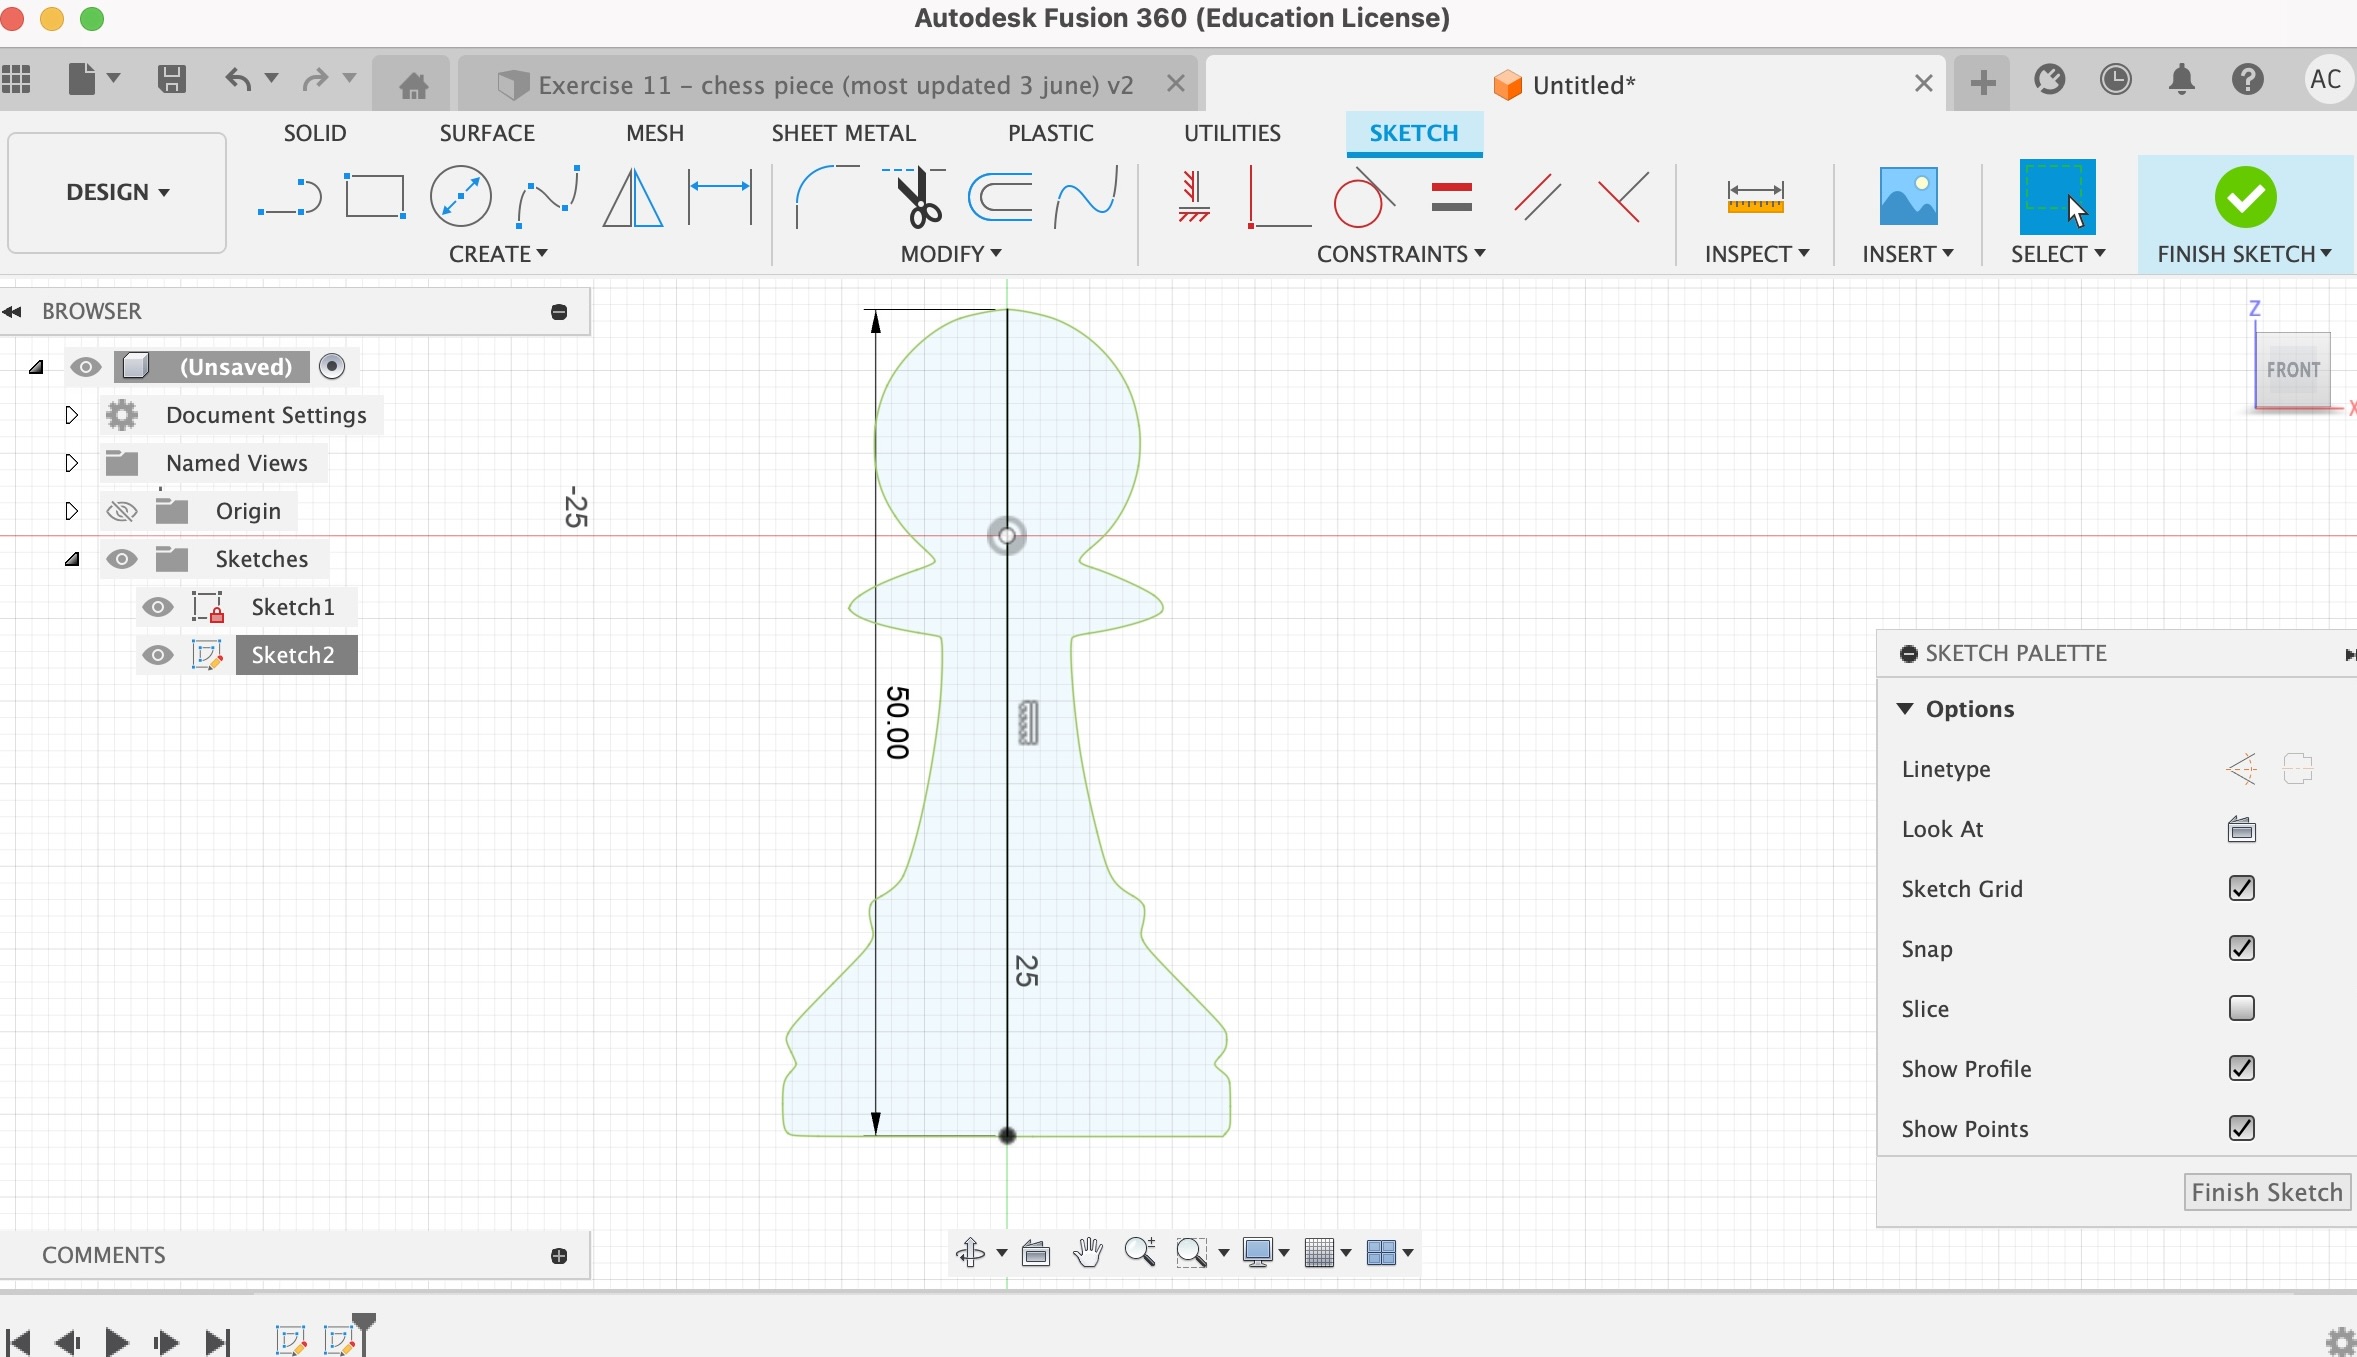 Autodesk Fusion 360 (Education License)
Exercise 11 – chess piece (most updated 3 june) v2
Untitled*
AC
SOLID
SURFACE
MESH
SHEET METAL
PLASTIC
UTILITIES
SKETCH
DESIGN
CREATE
MODIFY
CONSTRAINTS
INSPECT
INSERT
SELECT
FINISH SKETCH
BROWSER
(Unsaved)
Document Settings
Named Views
Origin
Sketches
Sketch1
Sketch2
-25
50.00
25
Z
FRONT
X
SKETCH PALETTE
Options
Linetype
Look At
Sketch Grid
Snap
Slice
Show Profile
Show Points
Finish Sketch
COMMENTS